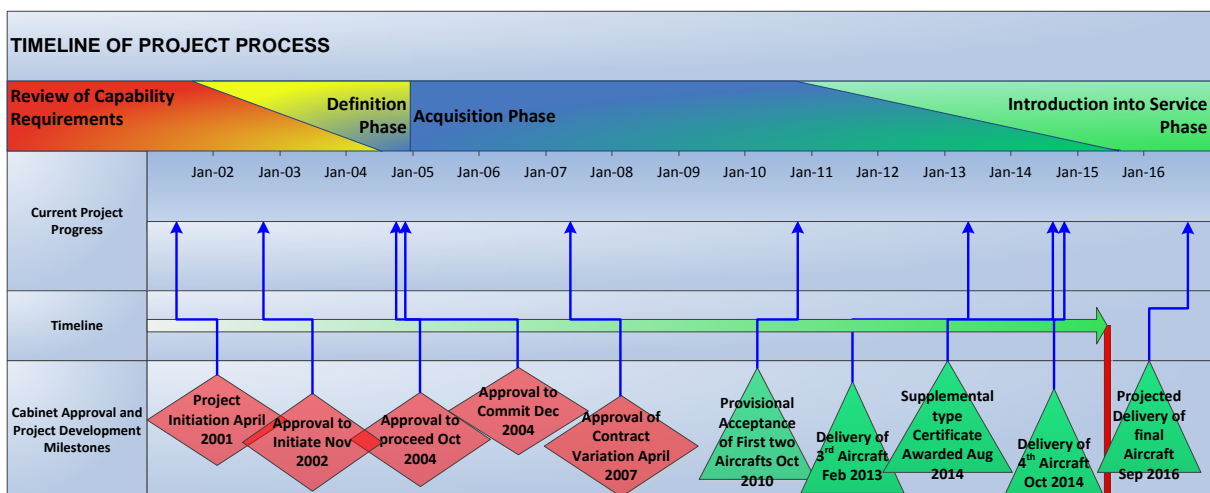 TIMELINE OF PROJECT PROCESS
Review of Capability
Requirements
Definition
Phase
Acquisition Phase
Introduction into Service
Phase
Jan-02 Jan-03 Jan-04 Jan-05 Jan-06 Jan-07 Jan-08 Jan-09 Jan-10 Jan-11 Jan-12 Jan-13 Jan-14 Jan-15 Jan-16
Current Project
Progress
Timeline
Cabinet Approval and
Project Development
Milestones
Project
Initiation April
2001
Approval to
Initiate Nov
2002
Approval to
proceed Oct
2004
Approval to
Commit Dec
2004
Approval of
Contract
Variation April
2007
Provisional
Acceptance
of First two
Aircrafts Oct
2010
Delivery of
3rd Aircraft
Feb 2013
Supplemental
type
Certificate
Awarded Aug
2014
Delivery of
4th Aircraft
Oct 2014
Projected
Delivery of
final
Aircraft
Sep 2016